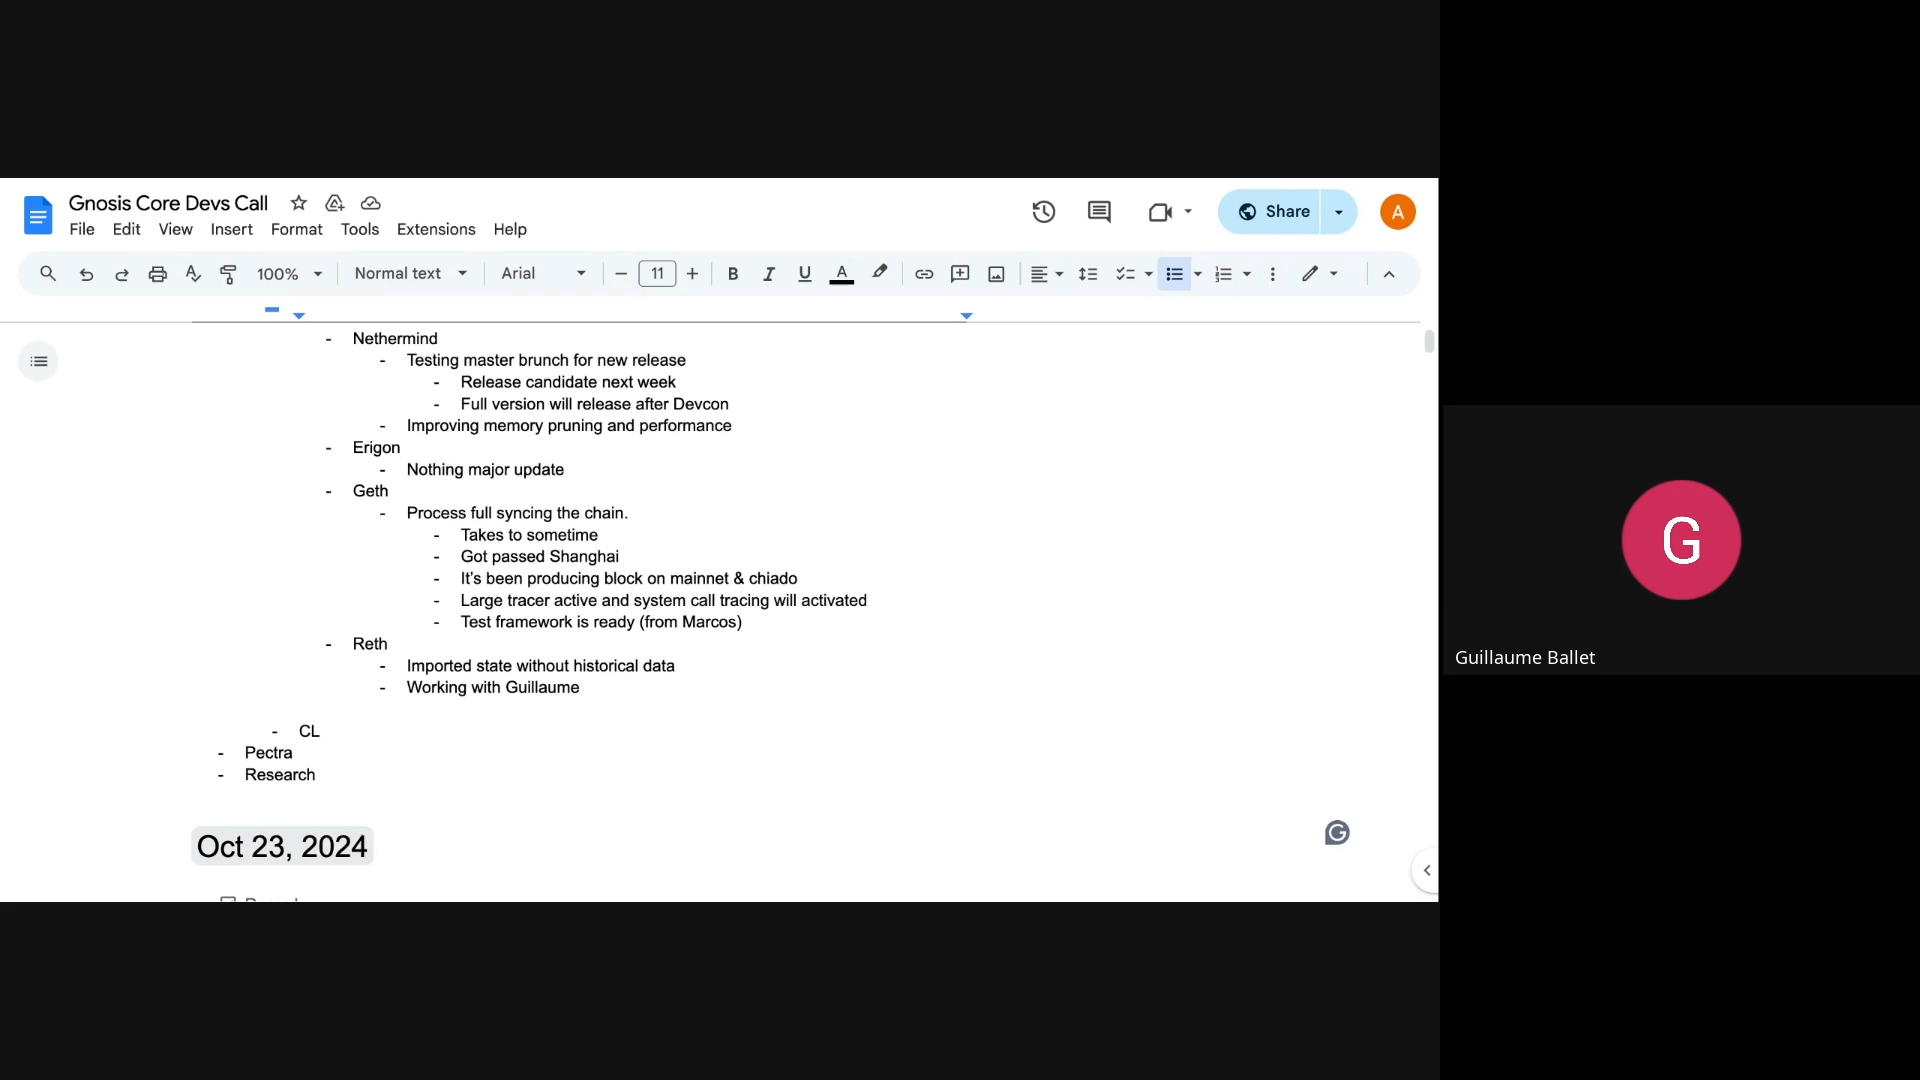 Gnosis Core Devs Call
File Edit View Insert Format Tools Extensions Help
Share
A
100% Normal text Arial 11 B I U A
- Nethermind
- Testing master brunch for new release
- Release candidate next week
- Full version will release after Devcon
- Improving memory pruning and performance
- Erigon
- Nothing major update
- Geth
- Process full syncing the chain.
- Takes to sometime
- Got passed Shanghai
- It's been producing block on mainnet & chiado
- Large tracer active and system call tracing will activated
- Test framework is ready (from Marcos)
- Reth
- Imported state without historical data
- Working with Guillaume
- CL
- Pectra
- Research
Oct 23, 2024
G
G
Guillaume Ballet